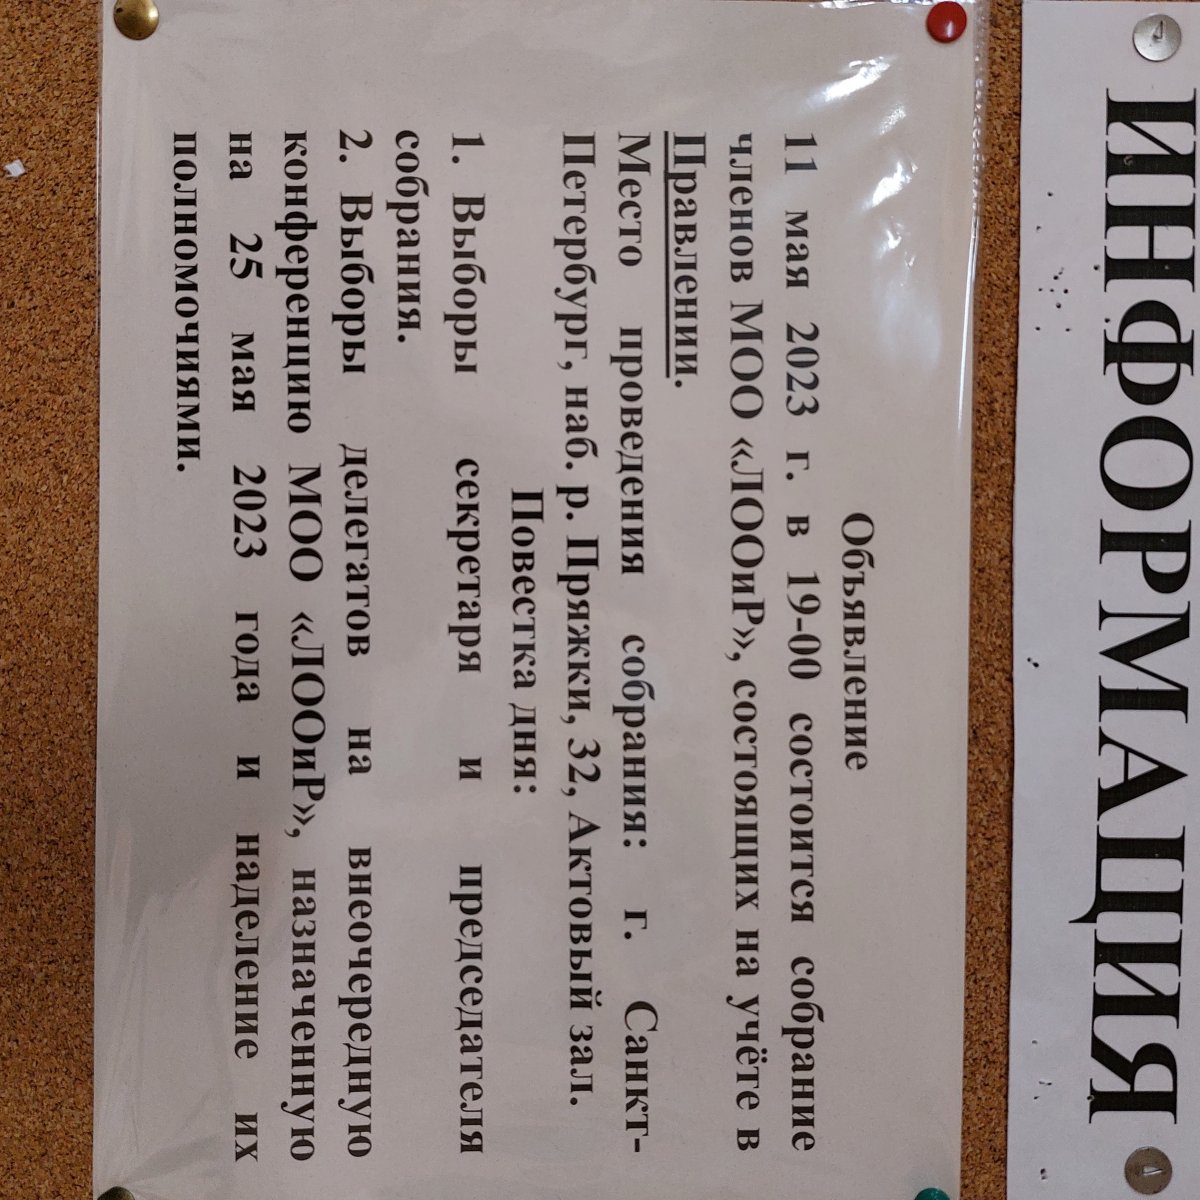 ИНФОРМАЦИЯ
Объявление
11 мая 2023 г. в 19-00 состоится собрание
членов МОО «ЛООиР», состоящих на учёте в
Правлении.
Место проведения собрания: г. Санкт-
Петербург, наб. р. Пряжки, 32, Актовый зал.
Повестка дня:
1. Выборы секретаря и председателя
собрания.
2. Выборы делегатов на внеочередную
конференцию МОО «ЛООиР», назначенную
на 25 мая 2023 года и наделение их
полномочиями.